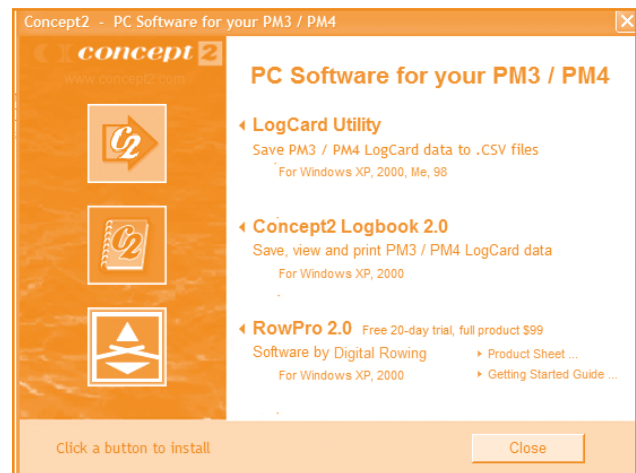 Concept2 - PC Software for your PM3 / PM4
concept 2
www.concept2.com
PC Software for your PM3 / PM4
LogCard Utility
Save PM3 / PM4 LogCard data to .CSV files
For Windows XP, 2000, Me, 98
C2
Concept2 Logbook 2.0
Save, view and print PM3 / PM4 LogCard data
For Windows XP, 2000
C2
RowPro 2.0 Free 20-day trial, full product $99
Software by Digital Rowing
Product Sheet ...
For Windows XP, 2000
Getting Started Guide ...
Click a button to install
Close